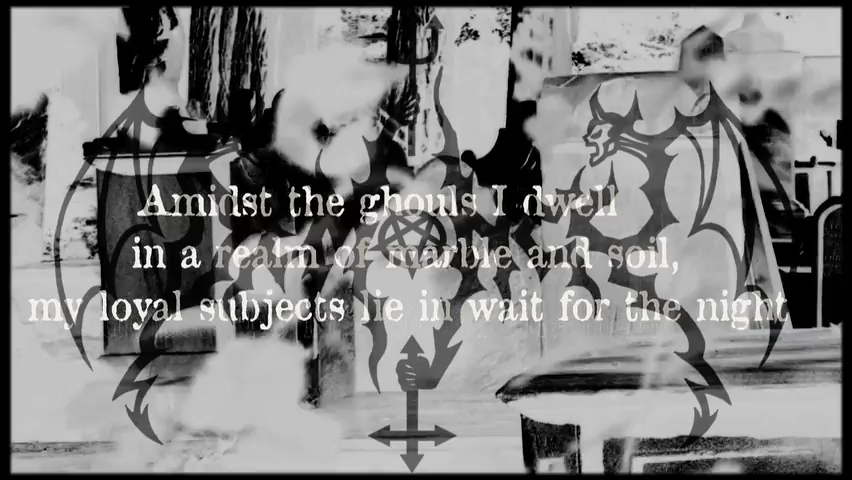 Amidst the ghouls I dwell
in a realm of marble and soil,
my loyal subjects lie in wait for the night